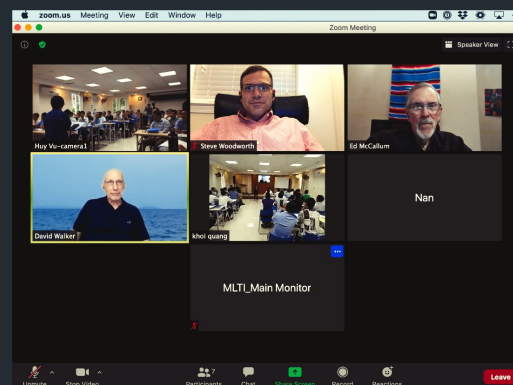 zoom.us Meeting View Edit Window Help
Zoom Meeting
Speaker View
Huy Vu-camera1
Steve Woodworth
Ed McCallum
David Walker
khoi quang
Nan
MLTI_Main Monitor
Unmute Stop Video Participants 7 Chat Share Screen Record Reactions Leave